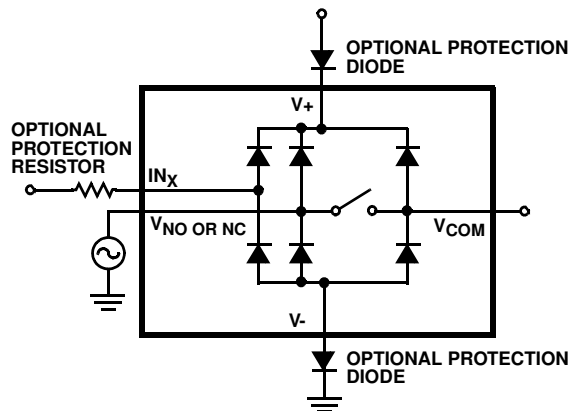 OPTIONAL PROTECTION
DIODE
V+
OPTIONAL
PROTECTION
RESISTOR
INX
VNO OR NC
VCOM
V-
OPTIONAL PROTECTION
DIODE